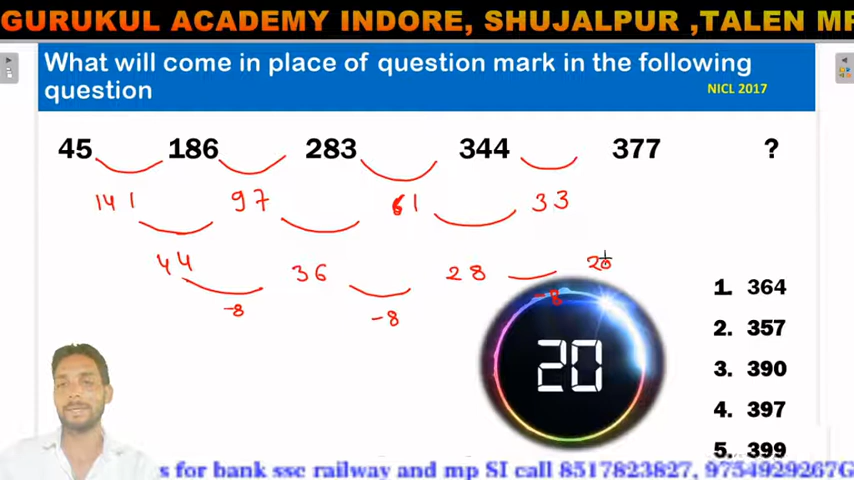 GURUKUL ACADEMY INDORE, SHUJALPUR ,TALEN MP
What will come in place of question mark in the following
question
NICL 2017
45 186 283 344 377 ?
141 97 61 33
44 36 28 20
-8 -8 -8
20
1. 364
2. 357
3. 390
4. 397
5. 399
s for bank ssc railway and mp SI call 8517823827, 9754929267G